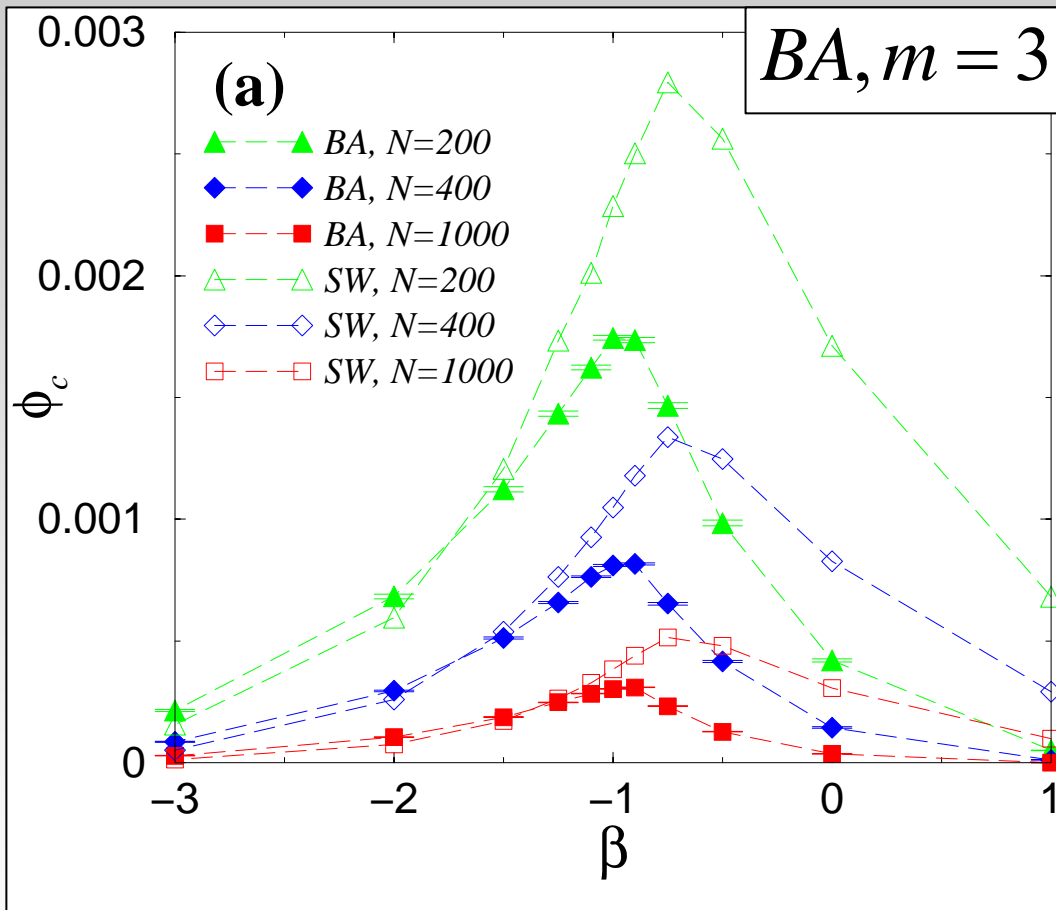 0.003
BA, m = 3
(a)
BA, N=200
BA, N=400
BA, N=1000
SW, N=200
SW, N=400
SW, N=1000
0.002
0.001
0
ϕc
−3
−2
−1
0
1
β